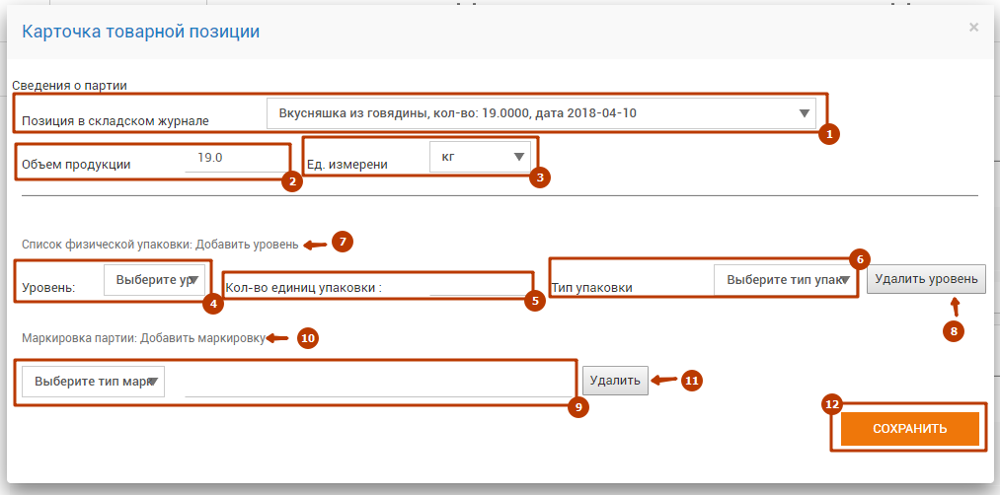 Карточка товарной позиции ×
Сведения о партии
Позиция в складском журнале Вкусняшка из говядины, кол-во: 19.0000, дата 2018-04-10
1
Объем продукции 19.0 Ед. измерени кг
2 3
Список физической упаковки: Добавить уровень 7
6
Уровень: Выберите ур Кол-во единиц упаковки : Тип упаковки Выберите тип упак Удалить уровень
4 5
8
Маркировка партии: Добавить маркировку 10
Выберите тип марк Удалить 11
9
12
СОХРАНИТЬ